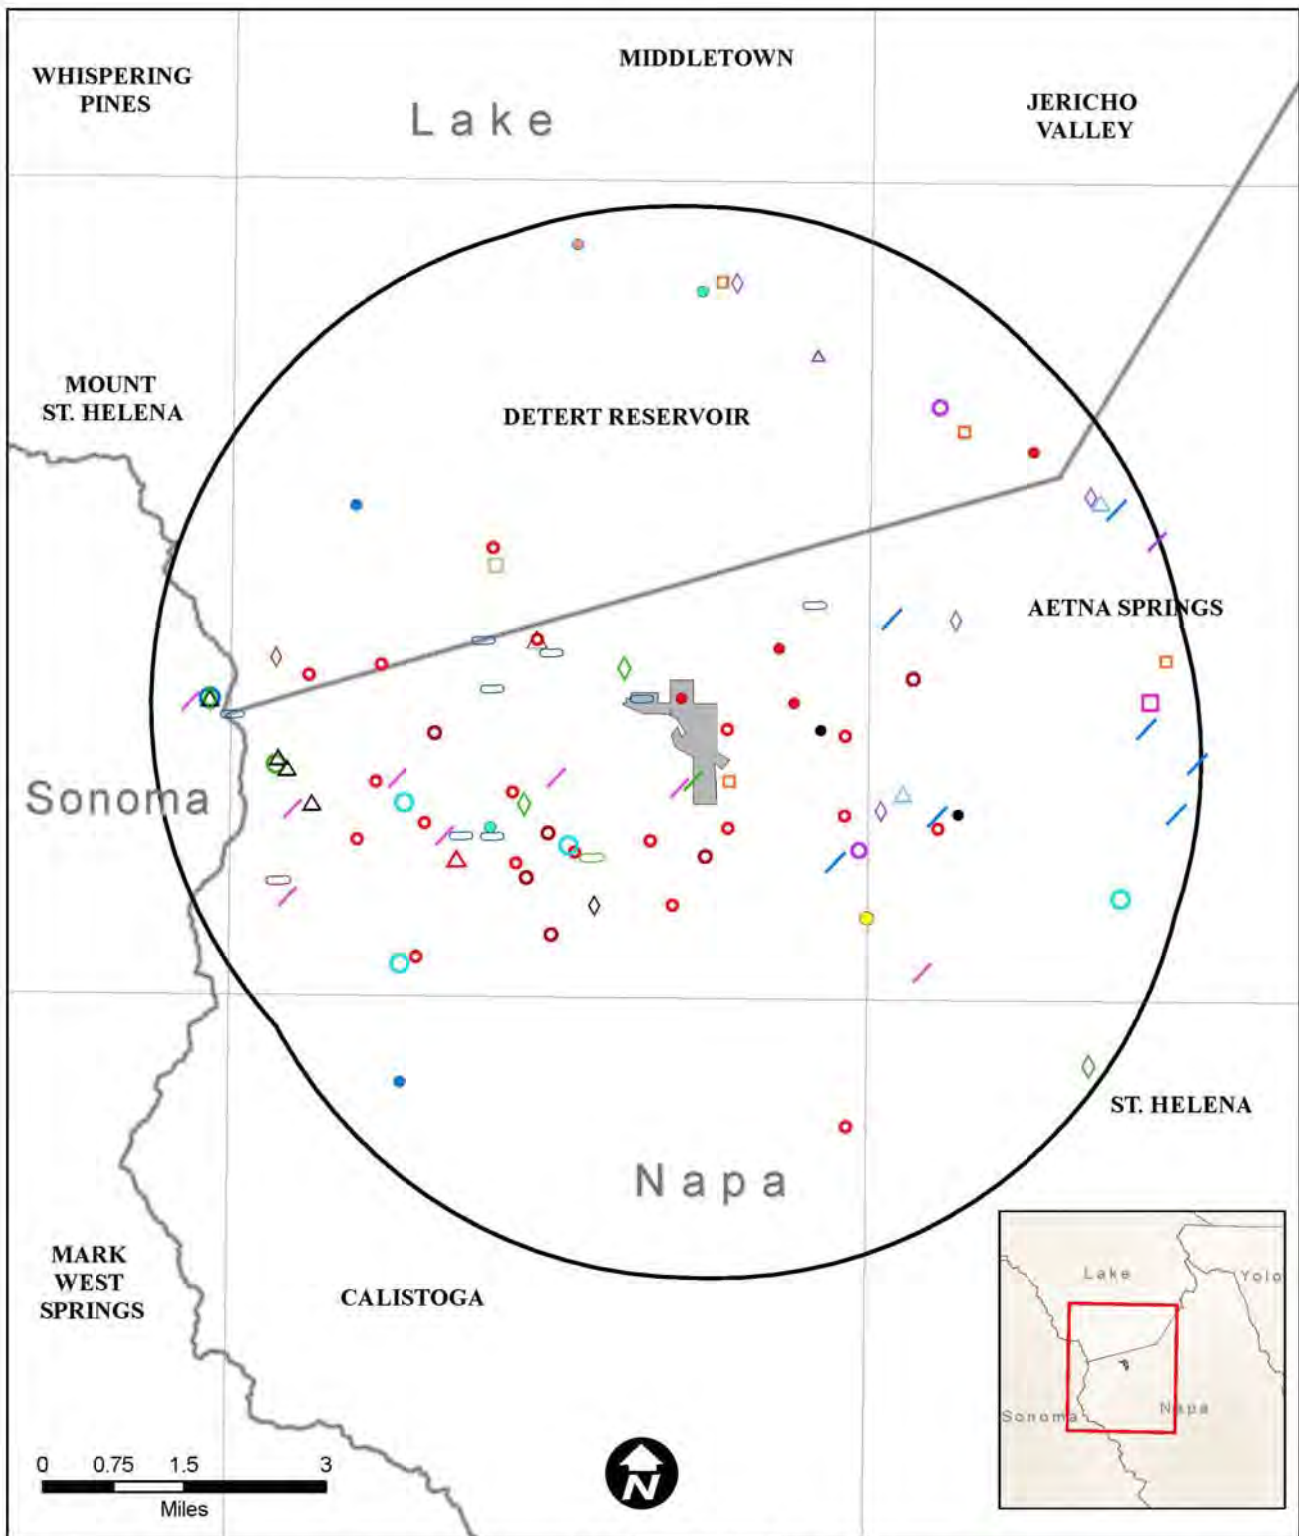 MIDDLETOWN
WHISPERING
PINES
JERICHO
VALLEY
Lake
MOUNT
ST. HELENA
DETERT RESERVOIR
AETNA SPRINGS
Sonoma
ST. HELENA
Napa
MARK
WEST
SPRINGS
CALISTOGA
Lake
Yolo
Sonoma
Napa
0 0.75 1.5 3
Miles
N